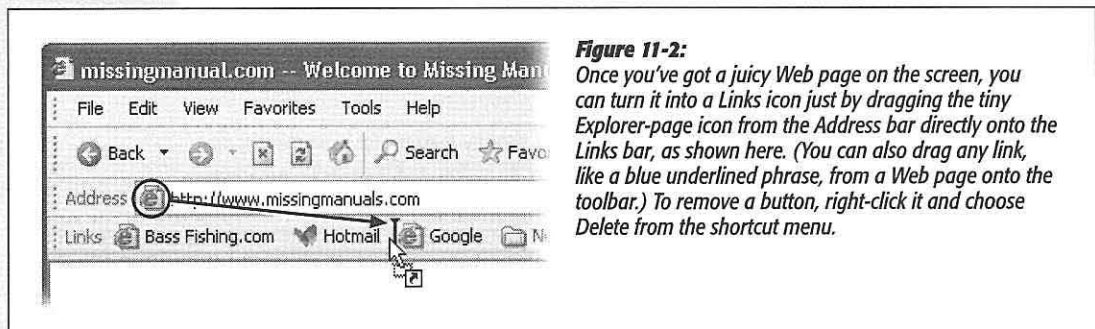 missingmanual.com -- Welcome to Missing Man
File Edit View Favorites Tools Help
Back Search Favo
Address http://www.missingmanuals.com
Links Bass Fishing.com Hotmail Google
Figure 11-2:
Once you've got a juicy Web page on the screen, you
can turn it into a Links icon just by dragging the tiny
Explorer-page icon from the Address bar directly onto the
Links bar, as shown here. (You can also drag any link,
like a blue underlined phrase, from a Web page onto the
toolbar.) To remove a button, right-click it and choose
Delete from the shortcut menu.